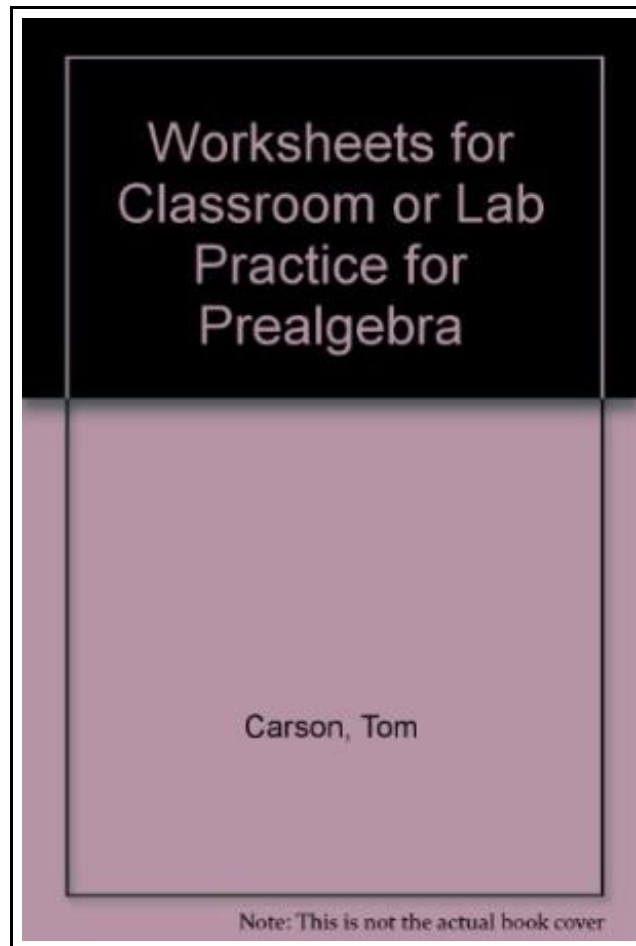 Worksheets for
Classroom or Lab
Practice for
Prealgebra
Carson, Tom
Note: This is not the actual book cover